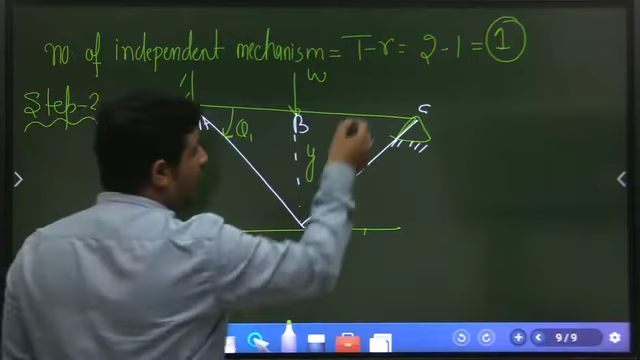 no. of independent mechanism = T-r = 2-1 = 1
w
Step-2
A
B
C
θ1
y
9/9